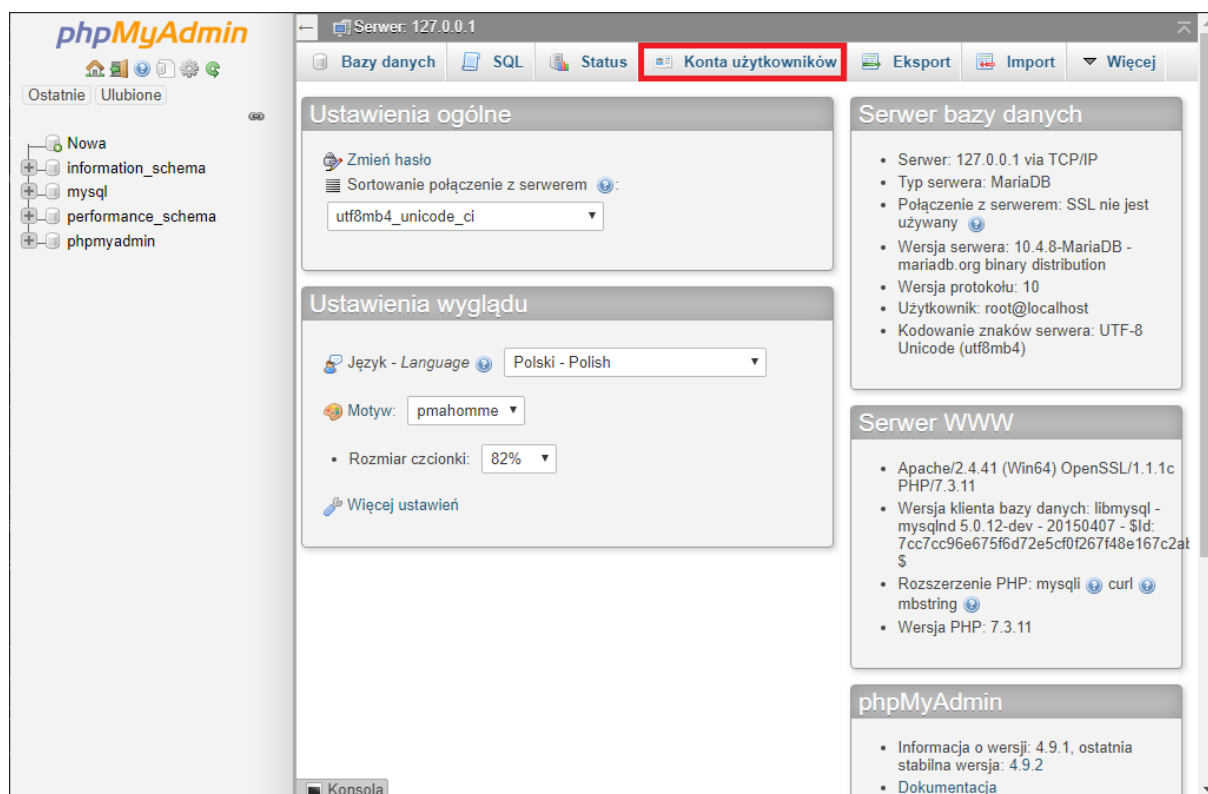 phpMyAdmin
Ostatnie Ulubione
Nowa
information_schema
mysql
performance_schema
phpmyadmin
Serwer: 127.0.0.1
Bazy danych SQL Status Konta użytkowników Eksport Import Więcej
Ustawienia ogólne
Zmień hasło
Sortowanie połączenie z serwerem :
utf8mb4_unicode_ci
Ustawienia wyglądu
Język - Language Polski - Polish
Motyw: pmahomme
• Rozmiar czcionki: 82%
Więcej ustawień
Serwer bazy danych
• Serwer: 127.0.0.1 via TCP/IP
• Typ serwera: MariaDB
• Połączenie z serwerem: SSL nie jest
używany
• Wersja serwera: 10.4.8-MariaDB -
mariadb.org binary distribution
• Wersja protokołu: 10
• Użytkownik: root@localhost
• Kodowanie znaków serwera: UTF-8
Unicode (utf8mb4)
Serwer WWW
• Apache/2.4.41 (Win64) OpenSSL/1.1.1c
PHP/7.3.11
• Wersja klienta bazy danych: libmysql -
mysqlnd 5.0.12-dev - 20150407 - $Id:
7cc7cc96e675f6d72e5cf0f267f48e167c2ab
$
• Rozszerzenie PHP: mysqli curl
mbstring
• Wersja PHP: 7.3.11
phpMyAdmin
• Informacja o wersji: 4.9.1, ostatnia
stabilna wersja: 4.9.2
• Dokumentacja
Konsola